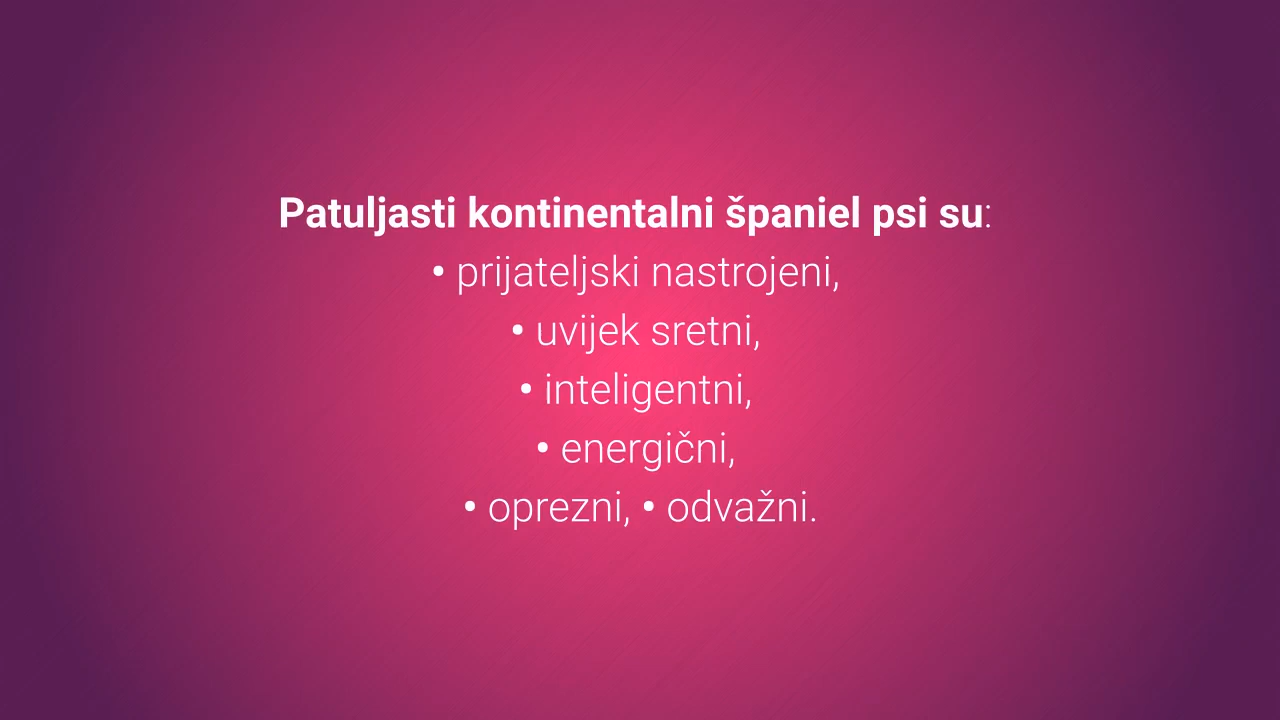 Patuljasti kontinentalni španiel psi su:
• prijateljski nastrojeni,
• uvijek sretni,
• inteligentni,
• energični,
• oprezni, • odvažni.